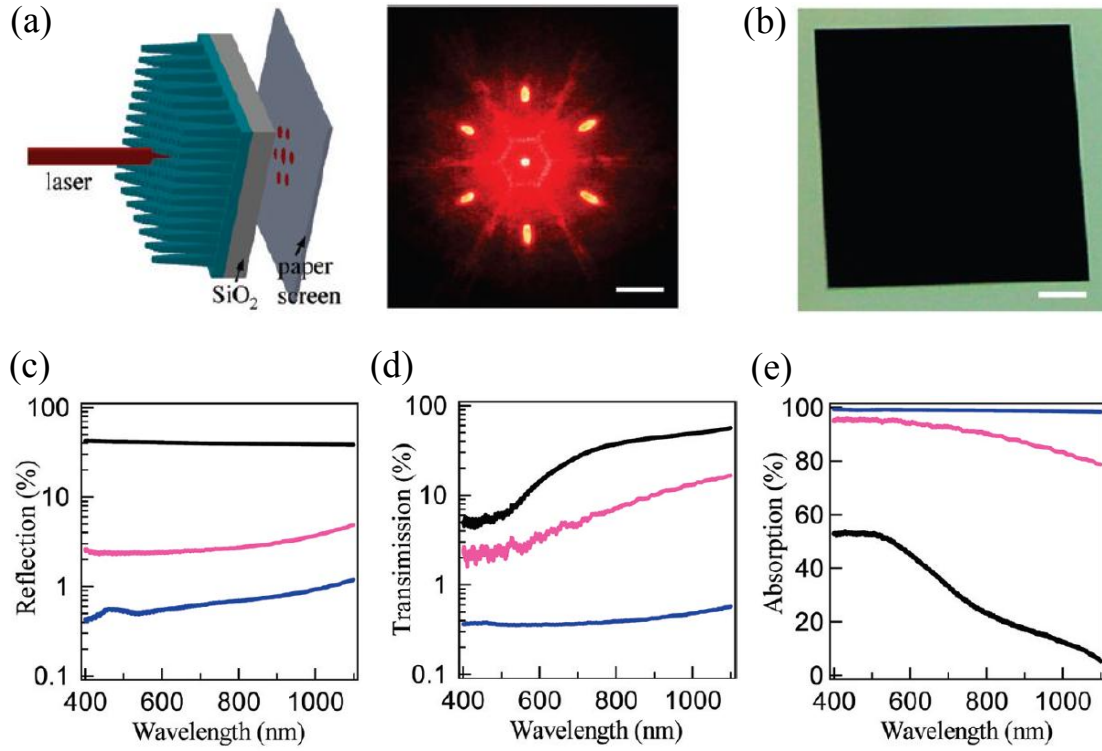 (a)
laser
SiO2
paper
screen
(b)
(c)
Reflection (%)
100
10
1
0.1
400 600 800 1000
Wavelength (nm)
(d)
Transimission (%)
100
10
1
0.1
400 600 800 1000
Wavelength (nm)
(e)
Absorption (%)
100
80
60
40
20
0
400 600 800 1000
Wavelength (nm)